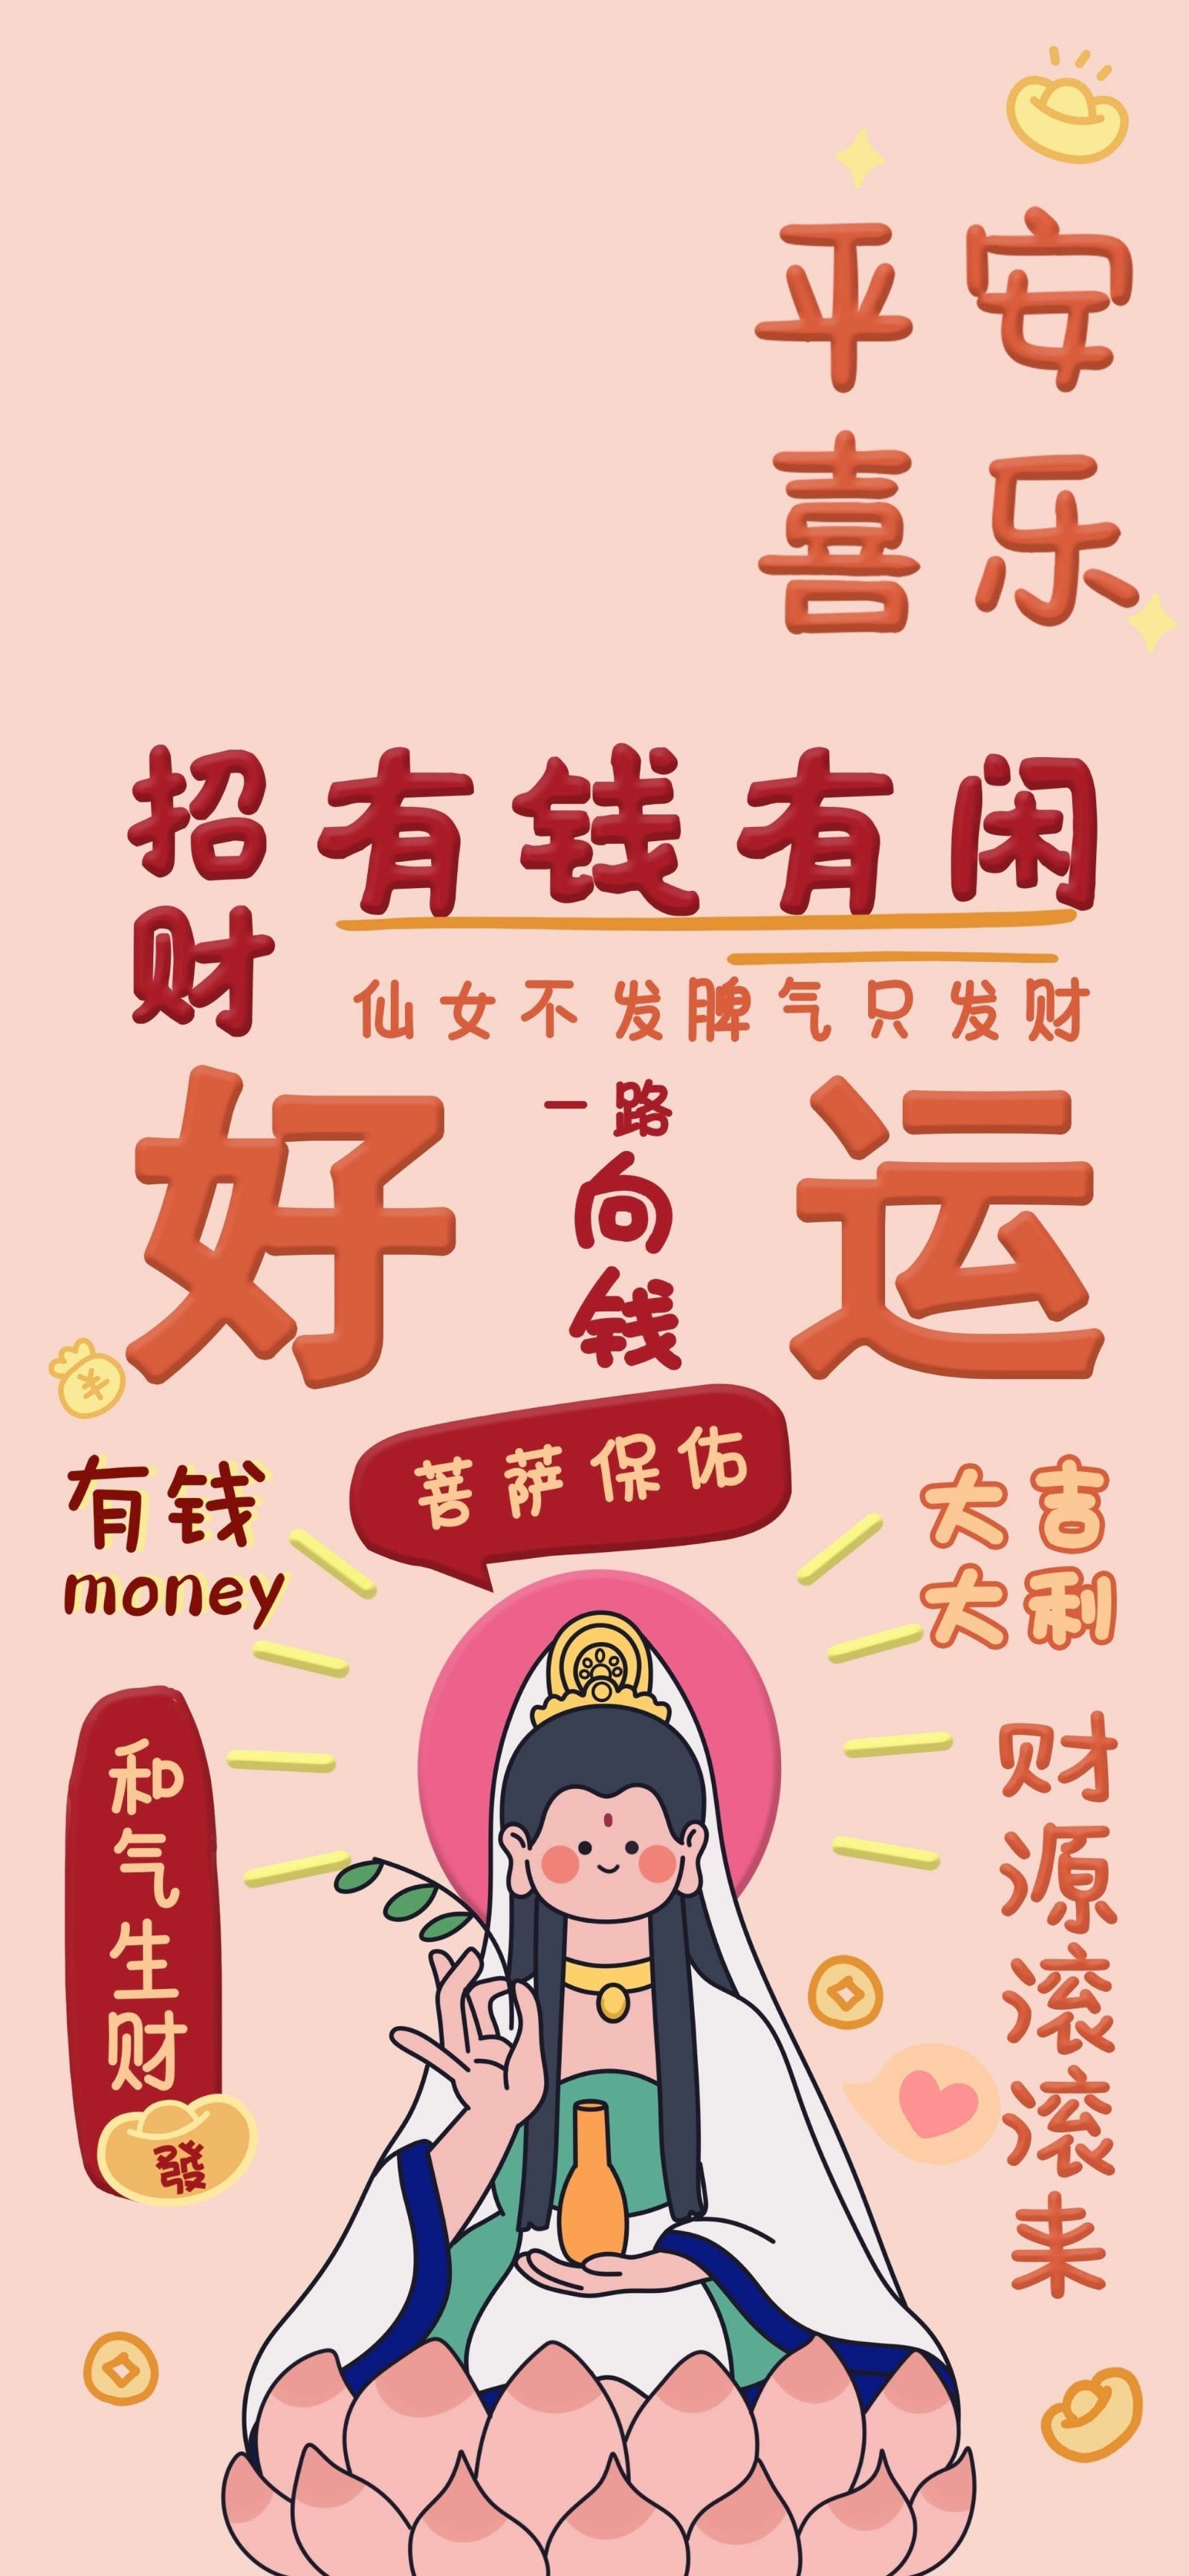 平安
喜乐
招财
有钱有闲
仙女不发脾气只发财
好运
一路
向
钱
菩萨保佑
有钱
money
大吉
大利
和气生财
發
财源滚滚来